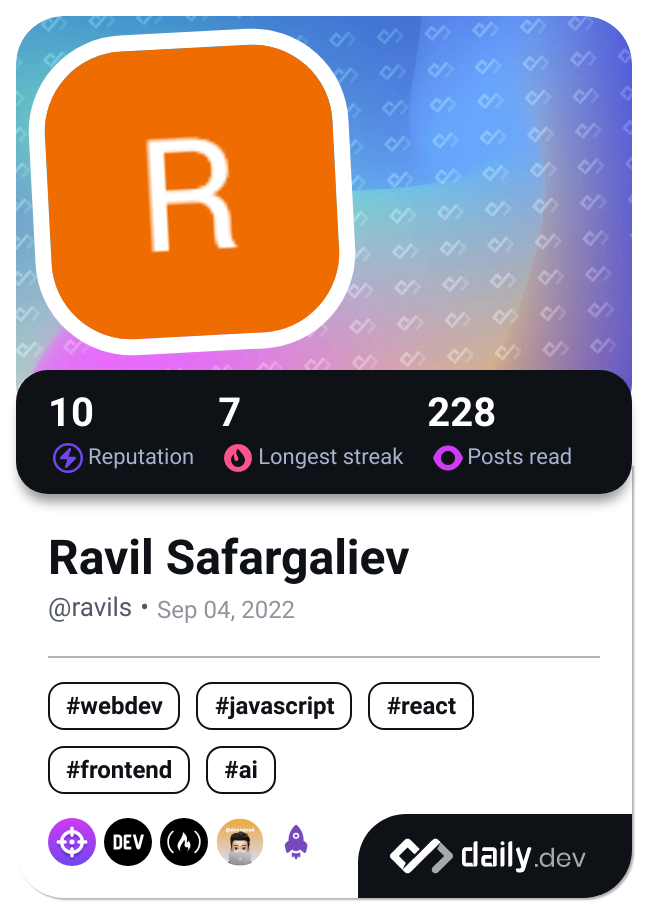 R
10 7 228
Reputation Longest streak Posts read
Ravil Safargaliev
@ravils • Sep 04, 2022
#webdev #javascript #react
#frontend #ai
DEV
daily.dev